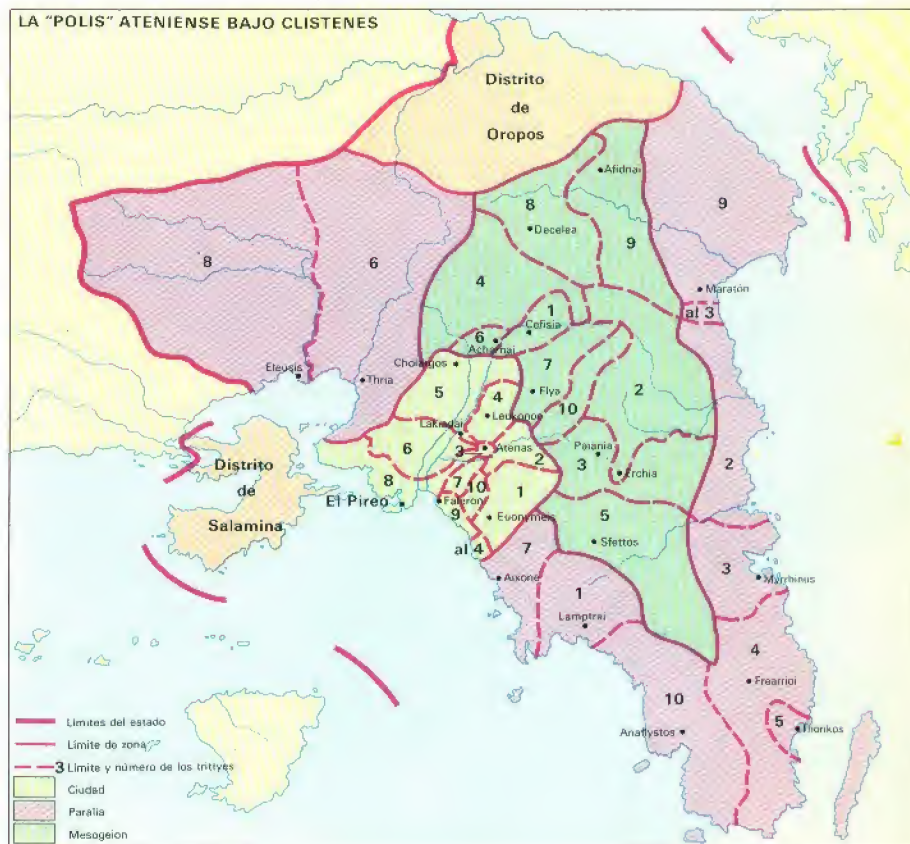 LA "POLIS" ATENIENSE BAJO CLISTENES
Distrito
de
Oropos
Afidnai
8
9
Decelea
9
8
6
4
Maratón
al 3
1
Cefisia
6
Acharnai
Cholargos
7
Flya
2
Eleusis
Thria
5
4
Leukonoe
10
Lakiadai
Paiania
6
3
Atenas
3
Erchia
2
2
Distrito
de
Salamina
8
El Pireo
7
10
1
Faleron
9
Euonymeis
5
Sfettos
al 4
7
Aixone
3
Myrrhinus
1
Lamptrai
4
Frearrioi
10
5
Thorikos
Anaflystos
Límites del estado
Límite de zona
3 Límite y número de los trittyes
Ciudad
Paralia
Mesogeion